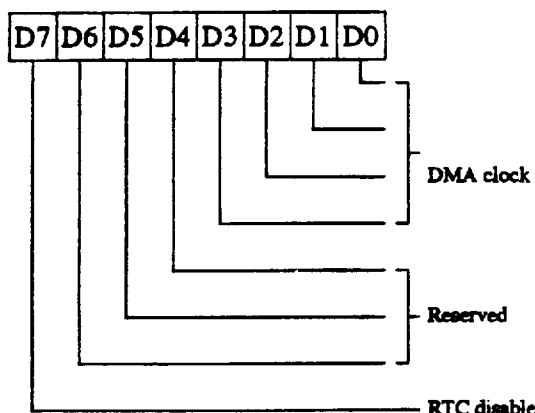 D7 D6 D5 D4 D3 D2 D1 D0
DMA clock
Reserved
RTC disable